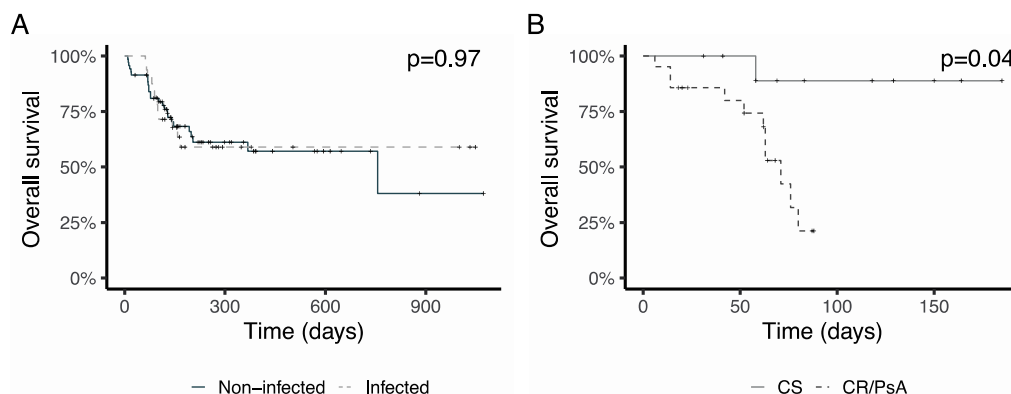 A
p=0.97
100%
75%
50%
25%
0%
Overall survival
0
300
600
900
Time (days)
Non−infected
Infected
B
p=0.04
100%
75%
50%
25%
0%
Overall survival
0
50
100
150
Time (days)
CS
CR/PsA